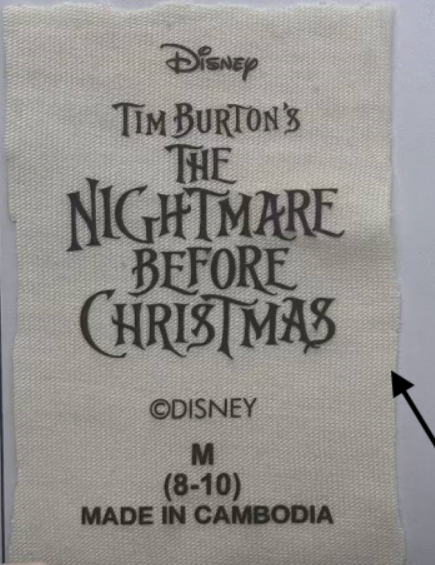 Disney
TIM BURTON'S
THE
NIGHTMARE
BEFORE
CHRISTMAS
©DISNEY
M
(8-10)
MADE IN CAMBODIA